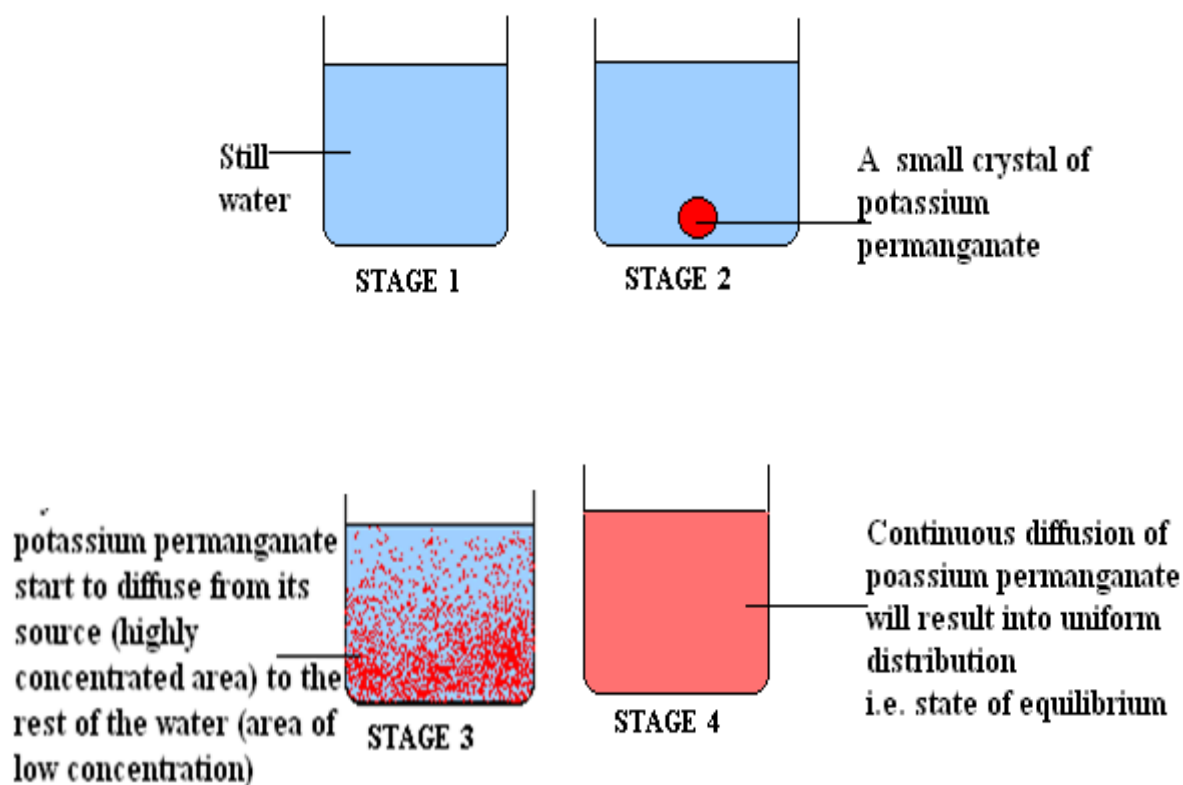 Still
water
A small crystal of
potassium
permanganate
STAGE 1
STAGE 2
potassium permanganate
start to diffuse from its
source (highly
concentrated area) to the
rest of the water (area of
low concentration)
STAGE 3
STAGE 4
Continuous diffusion of
poassium permanganate
will result into uniform
distribution
i.e. state of equilibrium